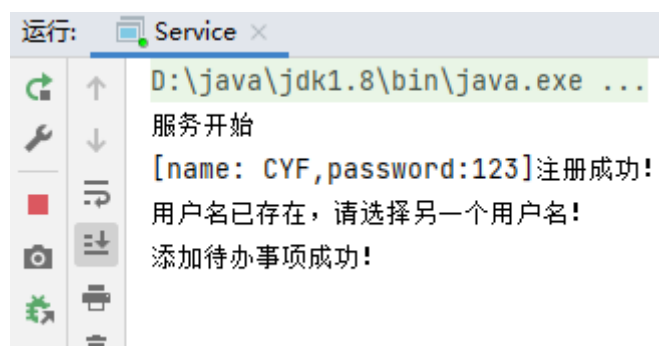 运行: Service ×
D:\java\jdk1.8\bin\java.exe ...
服务开始
[name: CYF,password:123]注册成功!
用户名已存在，请选择另一个用户名!
添加待办事项成功!